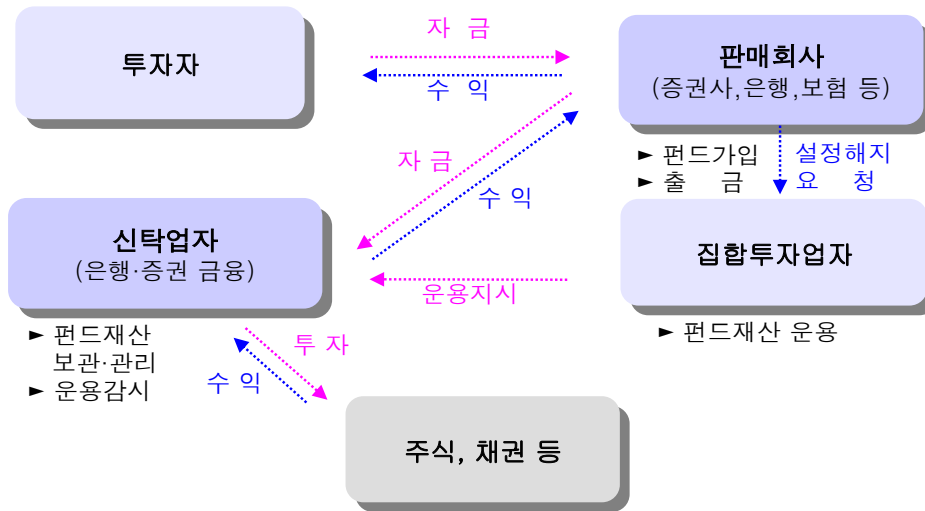 투자자
자 금
수 익
판매회사
(증권사,은행,보험 등)
► 펀드가입
► 출 금
설정해지
요 청
자 금
수 익
신탁업자
(은행·증권 금융)
집합투자업자
운용지시
► 펀드재산
보관·관리
► 운용감시
► 펀드재산 운용
투 자
수 익
주식, 채권 등